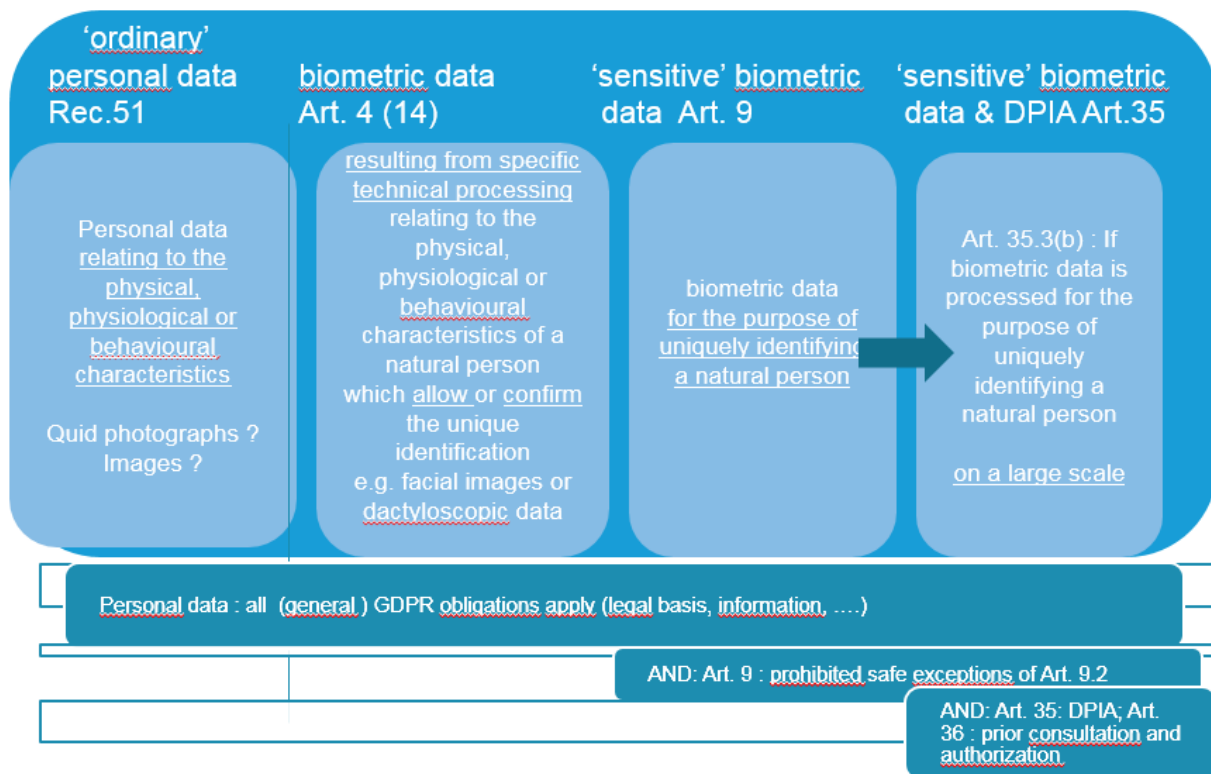 ‘ordinary’
personal data
Rec.51
biometric data
Art. 4 (14)
‘sensitive’ biometric
data Art. 9
‘sensitive’ biometric
data & DPIA Art.35
Personal data
relating to the
physical,
physiological or
behavioural
characteristics
Quid photographs ?
Images ?
resulting from specific
technical processing
relating to the
physical,
physiological or
behavioural
characteristics of a
natural person
which allow or confirm
the unique
identification
e.g. facial images or
dactyloscopic data
biometric data
for the purpose of
uniquely identifying
a natural person
Art. 35.3(b) : If
biometric data is
processed for the
purpose of
uniquely
identifying a
natural person
on a large scale
Personal data : all (general ) GDPR obligations apply (legal basis, information, ….)
AND: Art. 9 : prohibited safe exceptions of Art. 9.2
AND: Art. 35: DPIA; Art.
36 : prior consultation and
authorization